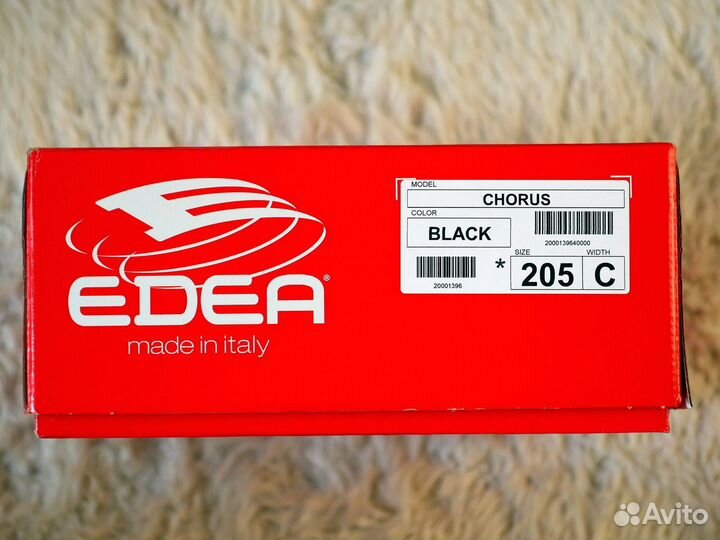 EDEA®
made in italy
MODEL
CHORUS
COLOR
BLACK
2000139640000
20001396
*
SIZE
205
WIDTH
C
Avito